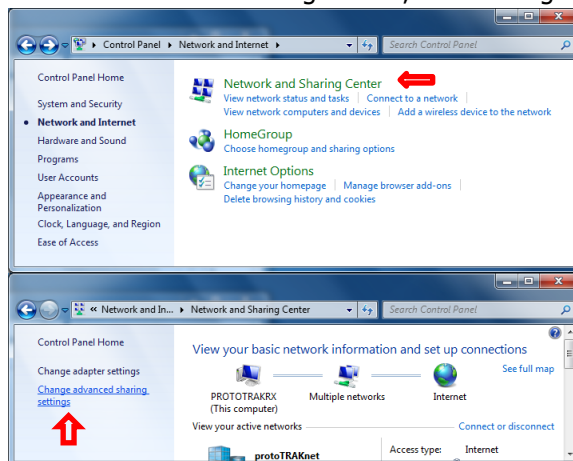 Control Panel ▸ Network and Internet ▸
Search Control Panel
Control Panel Home
System and Security
• Network and Internet
Hardware and Sound
Programs
User Accounts
Appearance and
Personalization
Clock, Language, and Region
Ease of Access
Network and Sharing Center
View network status and tasks | Connect to a network
View network computers and devices | Add a wireless device to the network
HomeGroup
Choose homegroup and sharing options
Internet Options
Change your homepage | Manage browser add-ons
Delete browsing history and cookies
« Network and In... ▸ Network and Sharing Center
Search Control Panel
Control Panel Home
Change adapter settings
Change advanced sharing
settings
View your basic network information and set up connections
See full map
PROTOTRAKRX
(This computer)
Multiple networks
Internet
View your active networks
Connect or disconnect
protoTRAKnet
Access type: Internet